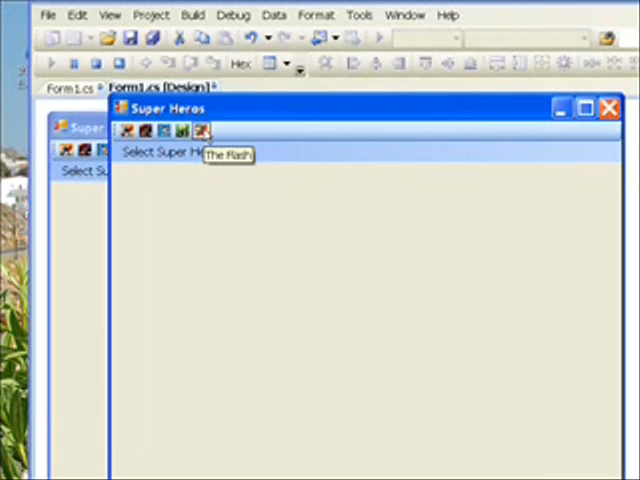 File Edit View Project Build Debug Data Format Tools Window Help
Hex
Form1.cs Form1.cs [Design]
Super
Super Heros
Select Super He
The Flash
Select Su